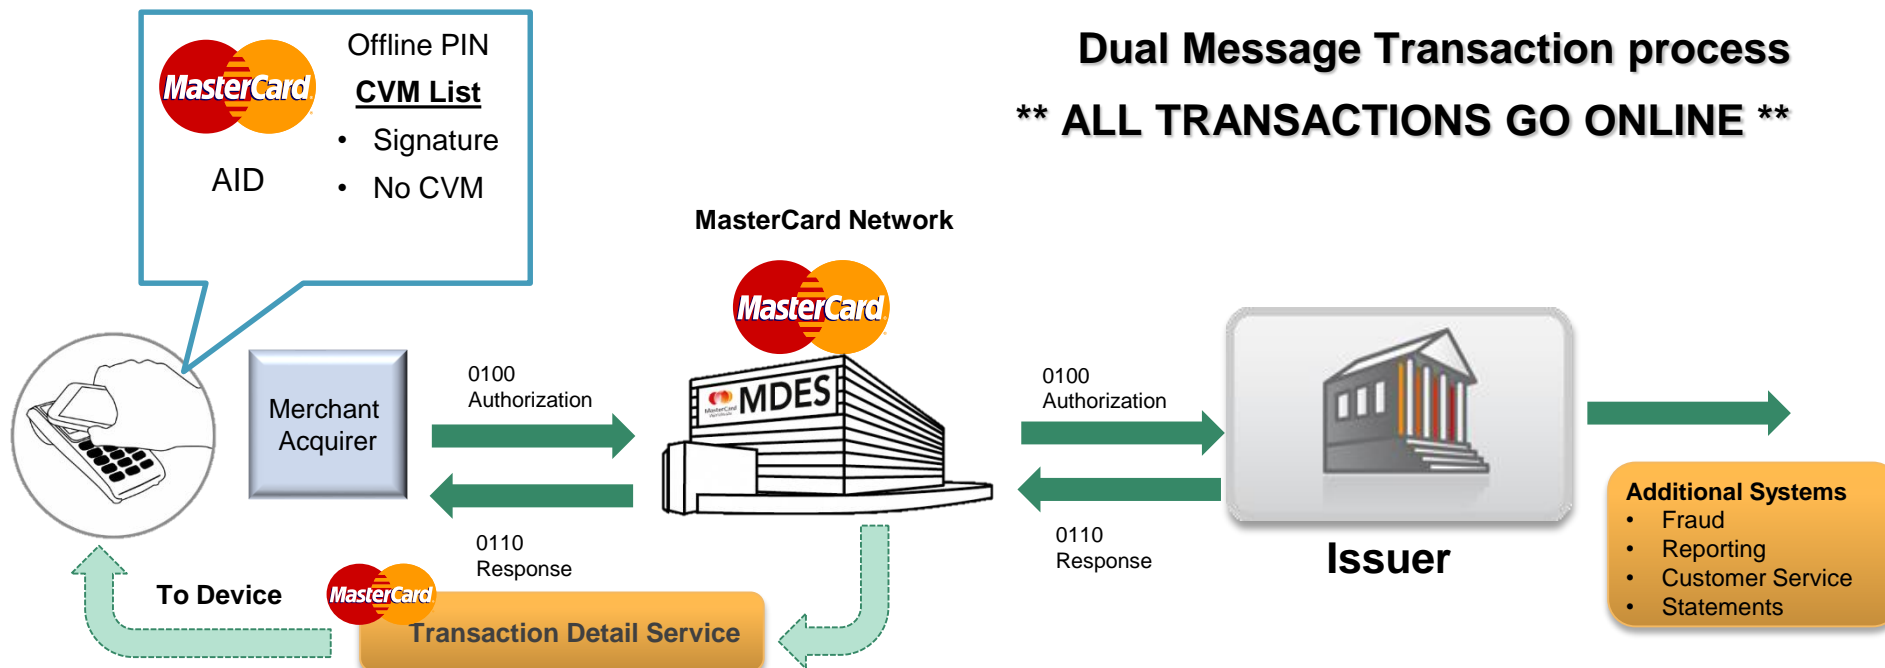 Dual Message Transaction process
** ALL TRANSACTIONS GO ONLINE **
MasterCard
AID
Offline PIN
CVM List
• Signature
• No CVM
MasterCard Network
MasterCard
MasterCard
Worldwide
MDES
Merchant
Acquirer
0100
Authorization
0110
Response
0100
Authorization
0110
Response
Issuer
Additional Systems
• Fraud
• Reporting
• Customer Service
• Statements
To Device
MasterCard
Transaction Detail Service